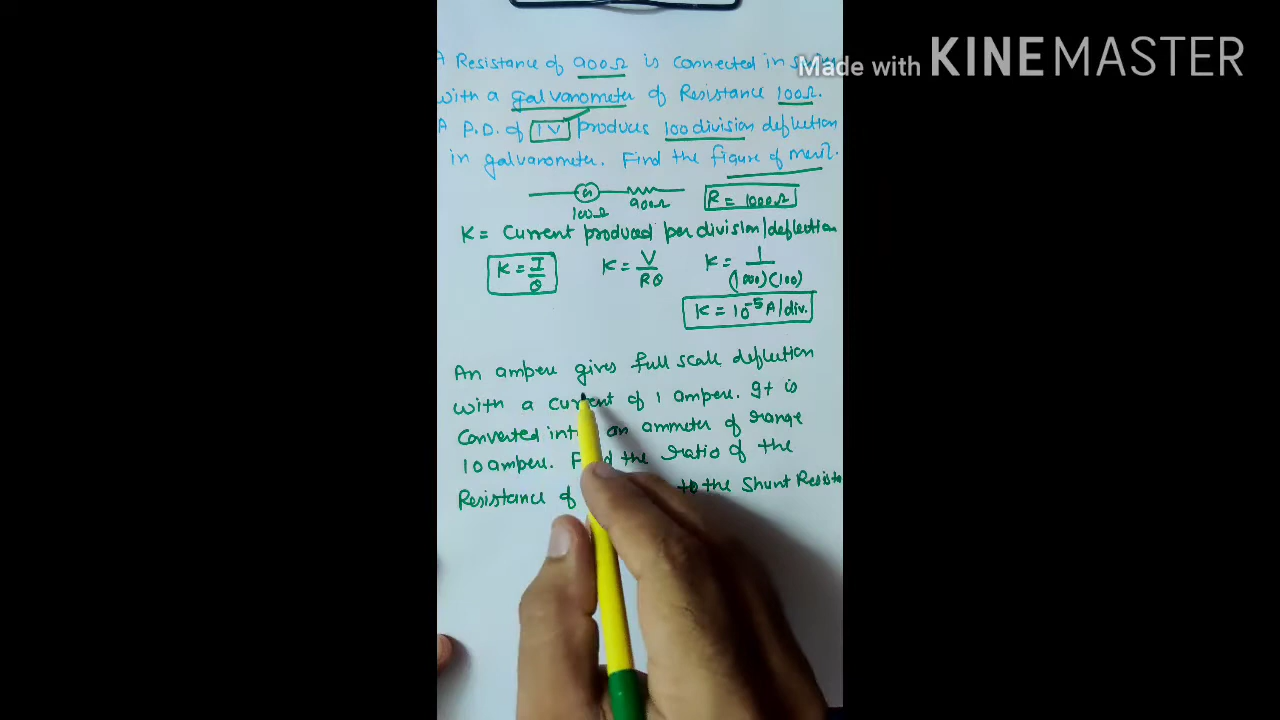 A Resistance of 900Ω is connected in
Made with KINEMASTER
with a galvanometer of Resistance 100Ω.
A P.D. of 1V produces 100 division deflection
in galvanometer. Find the figure of merit.
G
100Ω 900Ω R = 1000Ω
K = Current produced per division/deflection
K = I/θ K = V/Rθ K = 1/(1000)(100)
K = 10⁻⁵ A/div.
An ampere gives full scale deflection
with a current of 1 ampere. It is
Converted into an ammeter of range
10 ampere. Find the ratio of the
Resistance of to the Shunt